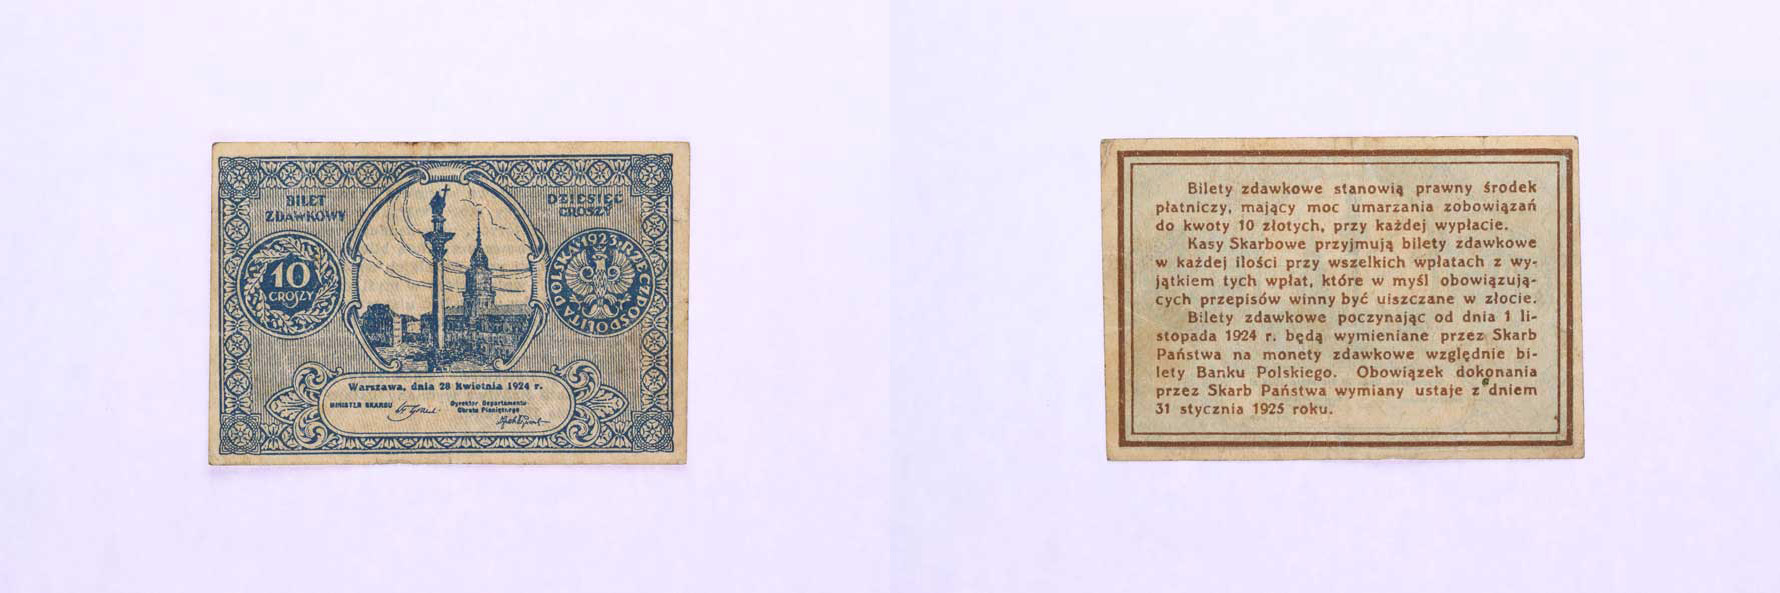 BILET
ZDAWKOWY
DZIESIĘĆ
GROSZY
10
GROSZY
1923·RZECZPOSPOLITA POLSKA
Warszawa, dnia 28 Kwietnia 1924 r.
MINISTER SKARBU
Dyrektor Departamentu
Obrotu Pieniężnego
Bilety zdawkowe stanowią prawny środek
płatniczy, mający moc umarzania zobowiązań
do kwoty 10 złotych, przy każdej wypłacie.
Kasy Skarbowe przyjmują bilety zdawkowe
w każdej ilości przy wszelkich wpłatach z wy-
jątkiem tych wpłat, które w myśl obowiązują-
cych przepisów winny być uiszczane w złocie.
Bilety zdawkowe poczynając od dnia 1 li-
stopada 1924 r. będą wymieniane przez Skarb
Państwa na monety zdawkowe względnie bi-
lety Banku Polskiego. Obowiązek dokonania
przez Skarb Państwa wymiany ustaje z dniem
31 stycznia 1925 roku.